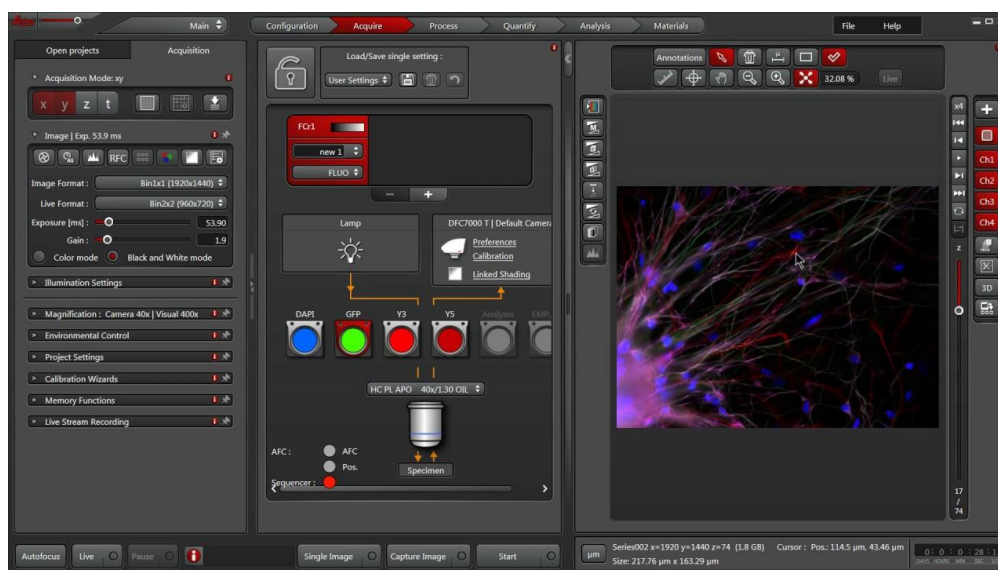 Main
Configuration
Acquire
Process
Quantify
Analysis
Materials
File
Help
Open projects
Acquisition
Acquisition Mode: xy
x y z t
Image | Exp. 53.9 ms
RFC
Image Format : Bin1x1 (1920x1440)
Live Format : Bin2x2 (960x720)
Exposure [ms] : 53.90
Gain : 1.9
Color mode Black and White mode
Illumination Settings
Magnification : Camera 40x | Visual 400x
Environmental Control
Project Settings
Calibration Wizards
Memory Functions
Live Stream Recording
Autofocus
Live
Pause
Load/Save single setting :
User Settings
FCr1
new 1
FLUO
Lamp
DFC7000 T | Default Camera
Preferences
Calibration
Linked Shading
DAPI
GFP
Y3
Y5
Analyser
EMP_
HC PL APO 40x/1.30 OIL
AFC : AFC
Pos.
Sequencer :
Specimen
Single Image
Capture Image
Start
Annotations
32.08 %
Live
x4
z
17
/
74
Ch1
Ch2
Ch3
Ch4
3D
µm
Series002 x=1920 y=1440 z=74 (1.8 GB) Cursor : Pos.: 114.5 µm, 43.46 µm
Size: 217.76 µm x 163.29 µm
DAYS HOURS MIN SEC